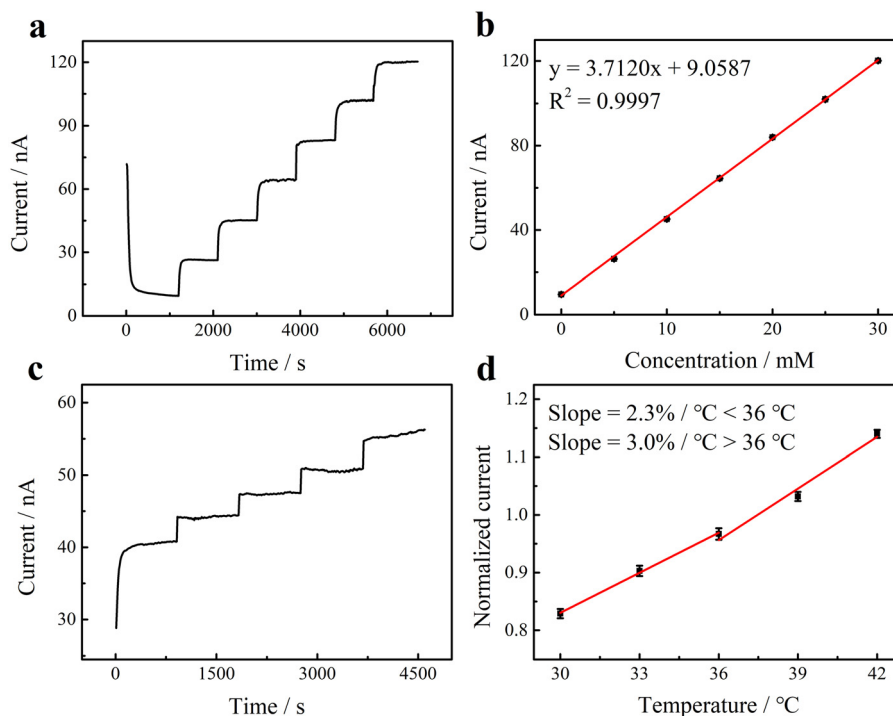 a
120
90
60
30
0
Current / nA
0
2000
4000
6000
Time / s
b
y = 3.7120x + 9.0587
R² = 0.9997
120
80
40
0
Current / nA
0
10
20
30
Concentration / mM
c
60
50
40
30
Current / nA
0
1500
3000
4500
Time / s
d
Slope = 2.3% / ℃ < 36 ℃
Slope = 3.0% / ℃ > 36 ℃
1.2
1.1
1.0
0.9
0.8
Normalized current
30
33
36
39
42
Temperature / ℃